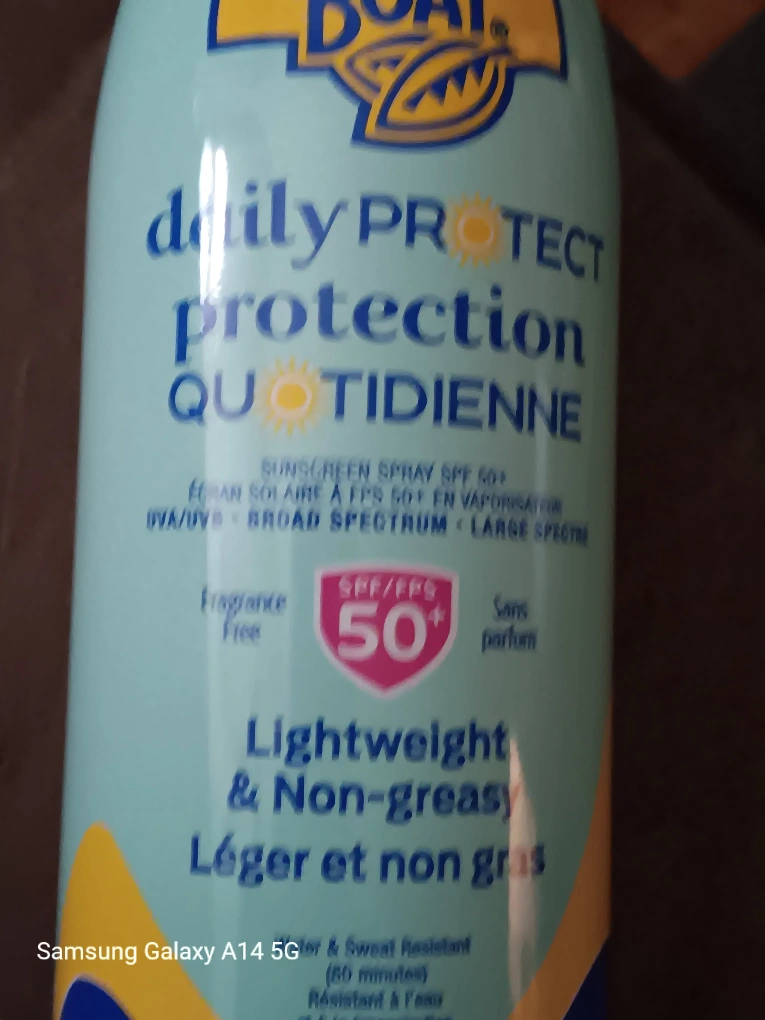 BOAT®
daily PROTECT
protection
QUOTIDIENNE
SUNSCREEN SPRAY SPF 50+
ÉCRAN SOLAIRE À FPS 50+ EN VAPORISATEUR
UVA/UVB • BROAD SPECTRUM • LARGE SPECTRE
Fragrance
Free
SPF/FPS
50+
Sans
parfum
Lightweight
& Non-greasy
Léger et non gras
Water & Sweat Resistant
(80 minutes)
Résistant à l'eau
Samsung Galaxy A14 5G